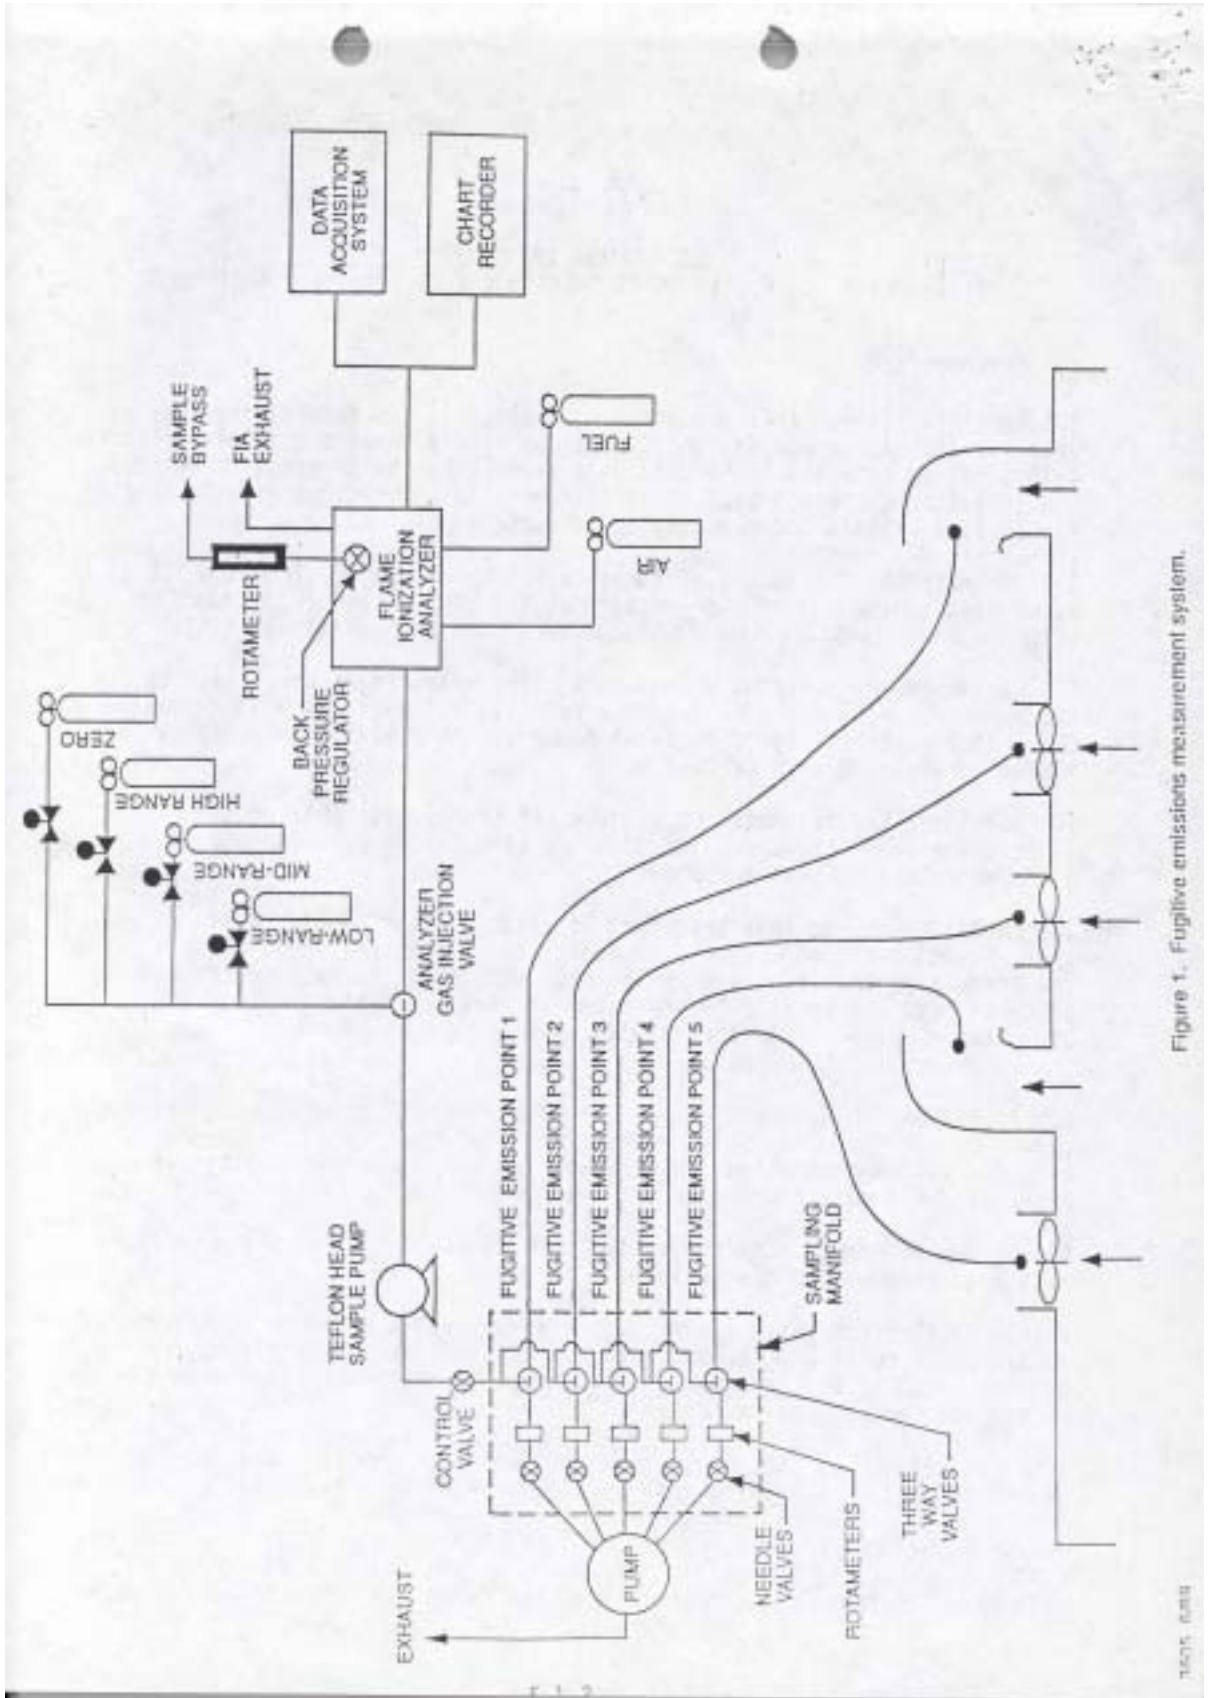 ZERO
HIGH RANGE
MID-RANGE
LOW-RANGE
SAMPLE
BYPASS
FIA
EXHAUST
ROTAMETER
BACK
PRESSURE
REGULATOR
FLAME
IONIZATION
ANALYZER
DATA
ACQUISITION
SYSTEM
CHART
RECORDER
FUEL
AIR
ANALYZER
GAS INJECTION
VALVE
TEFLON HEAD
SAMPLE PUMP
CONTROL
VALVE
EXHAUST
PUMP
FUGITIVE EMISSION POINT 1
FUGITIVE EMISSION POINT 2
FUGITIVE EMISSION POINT 3
FUGITIVE EMISSION POINT 4
FUGITIVE EMISSION POINT 5
SAMPLING
MANIFOLD
NEEDLE
VALVES
ROTAMETERS
THREE
WAY
VALVES
Figure 1. Fugitive emissions measurement system.